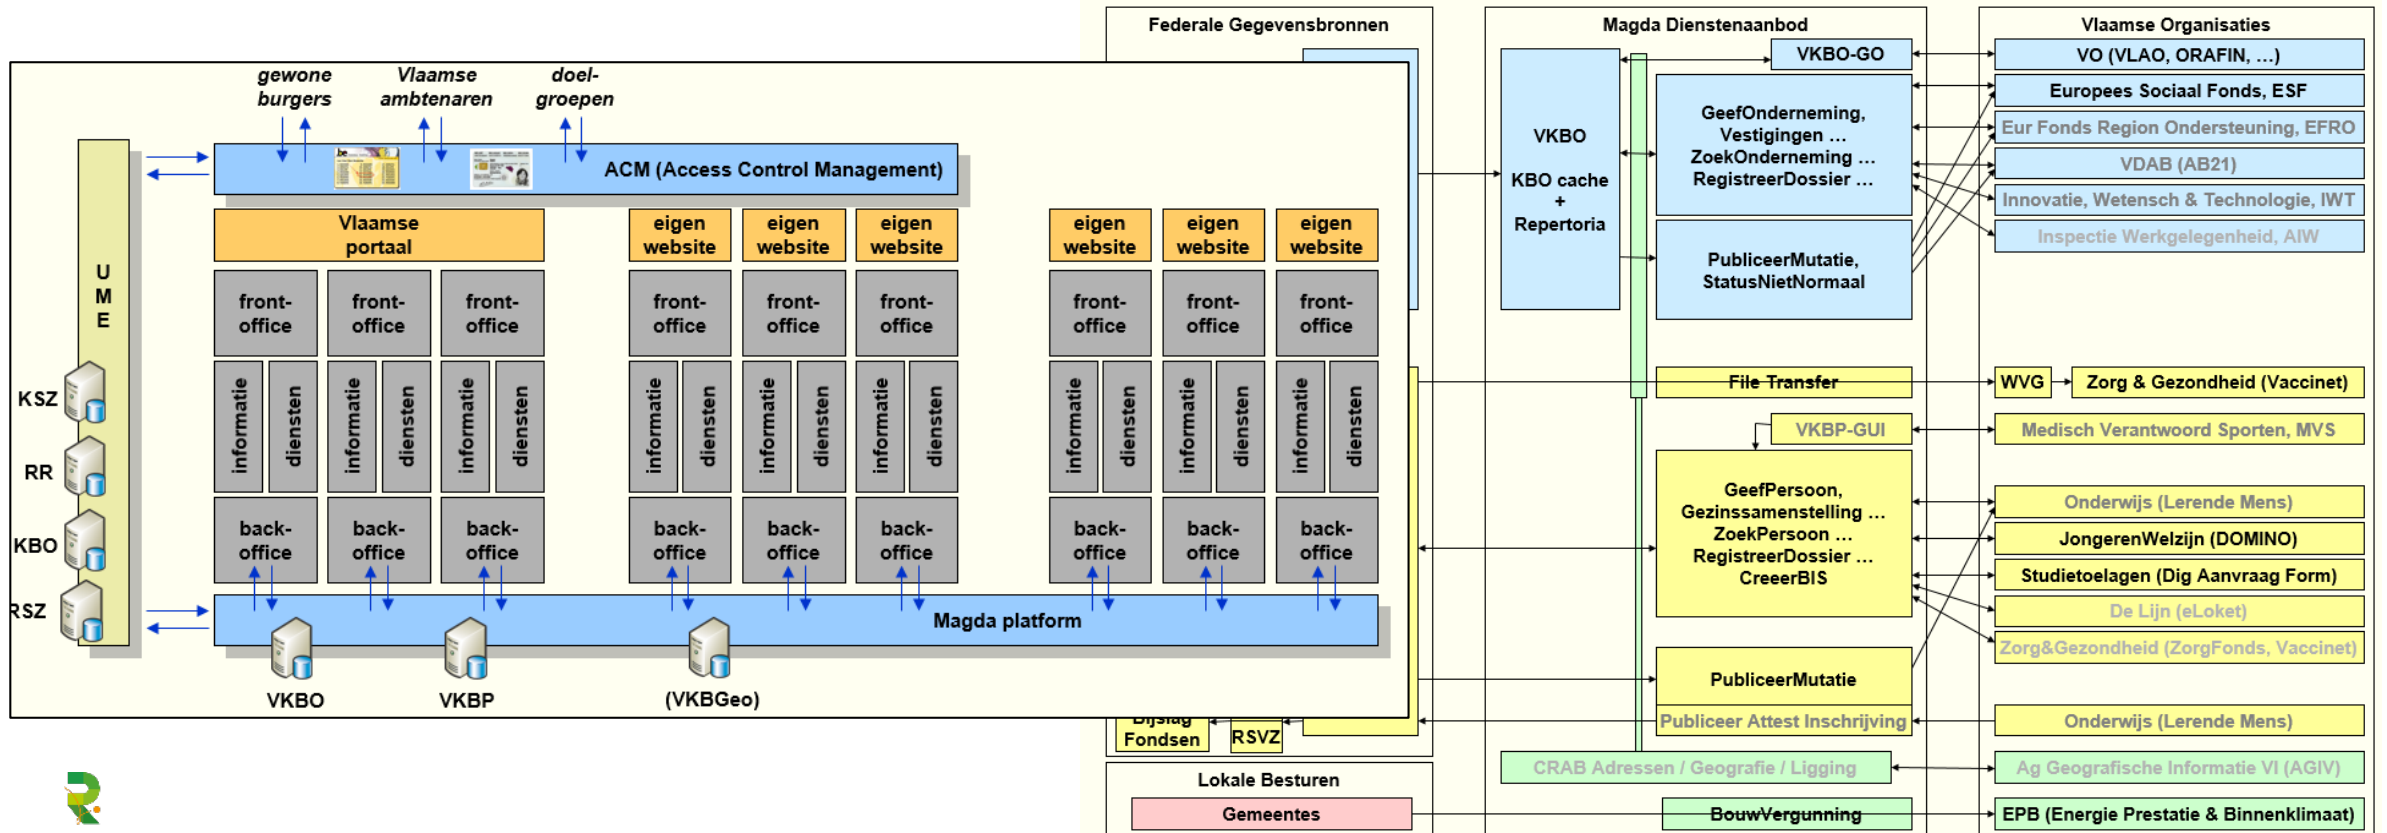 gewone
burgers
Vlaamse
ambtenaren
doel-
groepen
ACM (Access Control Management)
U
M
E
KSZ
RR
KBO
RSZ
Vlaamse
portaal
eigen
website
eigen
website
eigen
website
eigen
website
eigen
website
eigen
website
front-
office
front-
office
front-
office
front-
office
front-
office
front-
office
front-
office
front-
office
front-
office
informatie
diensten
informatie
diensten
informatie
diensten
informatie
diensten
informatie
diensten
informatie
diensten
informatie
diensten
informatie
diensten
informatie
diensten
back-
office
back-
office
back-
office
back-
office
back-
office
back-
office
back-
office
back-
office
back-
office
Magda platform
VKBO
VKBP
(VKBGeo)
Federale Gegevensbronnen
Bijslag
Fondsen
RSVZ
Lokale Besturen
Gemeentes
Magda Dienstenaanbod
VKBO
KBO cache
+
Repertoria
VKBO-GO
GeefOnderneming,
Vestigingen ...
ZoekOnderneming ...
RegistreerDossier ...
PubliceerMutatie,
StatusNietNormaal
File Transfer
VKBP-GUI
GeefPersoon,
Gezinssamenstelling ...
ZoekPersoon ...
RegistreerDossier ...
CreeerBIS
PubliceerMutatie
Publiceer Attest Inschrijving
CRAB Adressen / Geografie / Ligging
BouwVergunning
Vlaamse Organisaties
VO (VLAO, ORAFIN, ...)
Europees Sociaal Fonds, ESF
Eur Fonds Region Ondersteuning, EFRO
VDAB (AB21)
Innovatie, Wetensch & Technologie, IWT
Inspectie Werkgelegenheid, AIW
WVG
Zorg & Gezondheid (Vaccinet)
Medisch Verantwoord Sporten, MVS
Onderwijs (Lerende Mens)
JongerenWelzijn (DOMINO)
Studietoelagen (Dig Aanvraag Form)
De Lijn (eLoket)
Zorg&Gezondheid (ZorgFonds, Vaccinet)
Onderwijs (Lerende Mens)
Ag Geografische Informatie Vl (AGIV)
EPB (Energie Prestatie & Binnenklimaat)